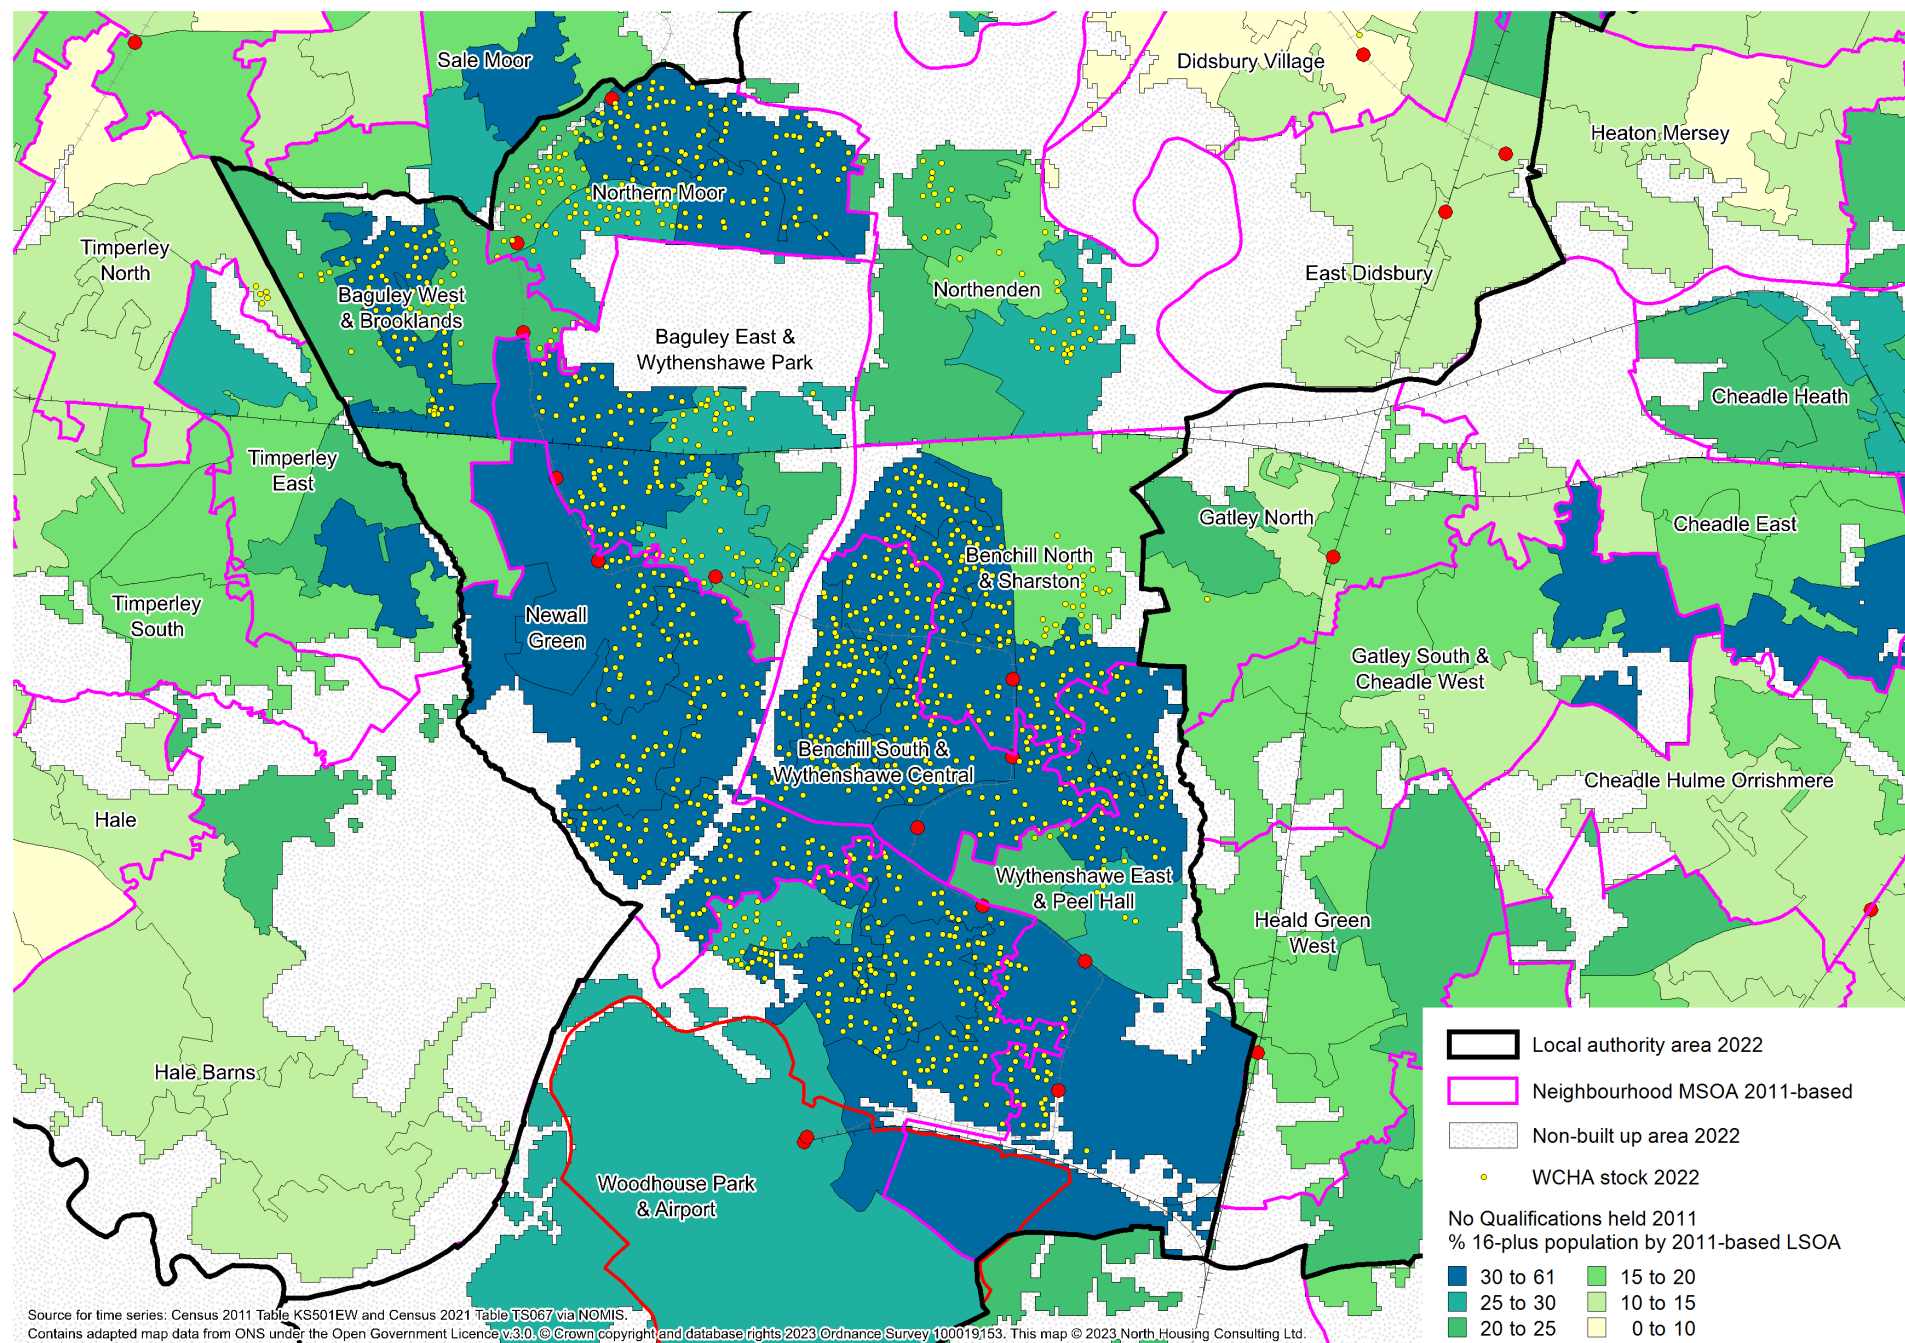 Sale Moor
Didsbury Village
Heaton Mersey
Northern Moor
Timperley
North
East Didsbury
Northenden
Baguley West
& Brooklands
Baguley East &
Wythenshawe Park
Cheadle Heath
Timperley
East
Gatley North
Cheadle East
Benchill North
& Sharston
Timperley
South
Newall
Green
Gatley South &
Cheadle West
Benchill South &
Wythenshawe Central
Cheadle Hulme Orrishmere
Hale
Wythenshawe East
& Peel Hall
Heald Green
West
Hale Barns
Woodhouse Park
& Airport
Local authority area 2022
Neighbourhood MSOA 2011-based
Non-built up area 2022
WCHA stock 2022
No Qualifications held 2011
% 16-plus population by 2011-based LSOA
30 to 61
15 to 20
25 to 30
10 to 15
20 to 25
0 to 10
Source for time series: Census 2011 Table KS501EW and Census 2021 Table TS067 via NOMIS.
Contains adapted map data from ONS under the Open Government Licence v.3.0, © Crown copyright and database rights 2023 Ordnance Survey 100019153. This map © 2023 North Housing Consulting Ltd.